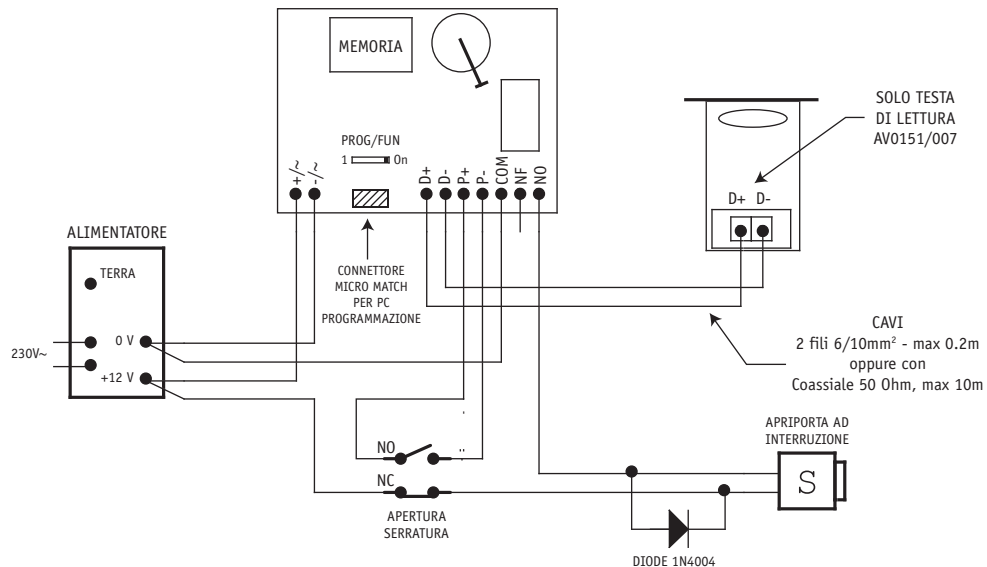 MEMORIA
PROG/FUN
1 On
+/~
-/~
D+
D-
P+
P-
COM
NF
NO
SOLO TESTA
DI LETTURA
AV0151/007
D+ D-
ALIMENTATORE
TERRA
0 V
230V~
+12 V
CONNETTORE
MICRO MATCH
PER PC
PROGRAMMAZIONE
CAVI
2 fili 6/10mm² - max 0.2m
oppure con
Coassiale 50 Ohm, max 10m
NO
NC
APERTURA
SERRATURA
APRIPORTA AD
INTERRUZIONE
S
DIODE 1N4004